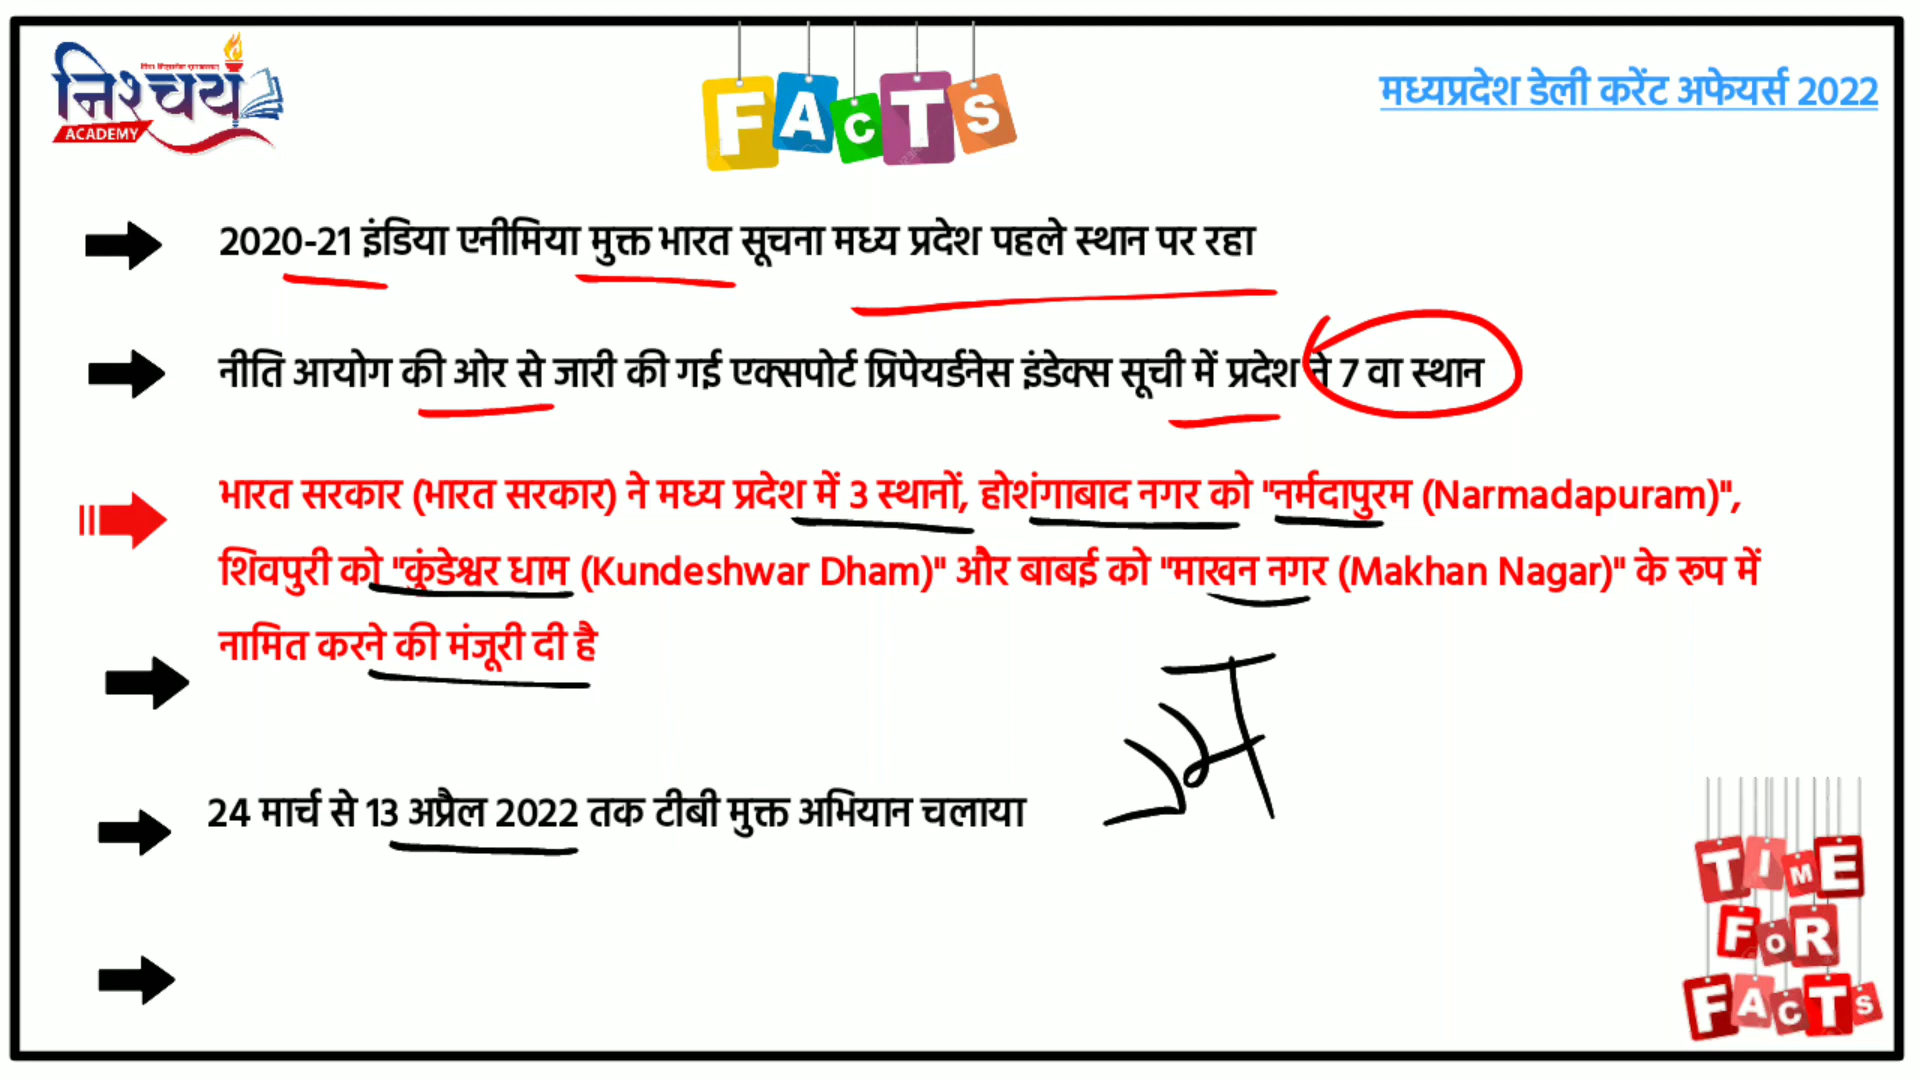 निश्चय
ACADEMY
FACTS
मध्यप्रदेश डेली करेंट अफेयर्स 2022
2020-21 इंडिया एनीमिया मुक्त भारत सूचना मध्य प्रदेश पहले स्थान पर रहा
नीति आयोग की ओर से जारी की गई एक्सपोर्ट प्रिपेयर्डनेस इंडेक्स सूची में प्रदेश ने 7 वा स्थान
भारत सरकार (भारत सरकार) ने मध्य प्रदेश में 3 स्थानों, होशंगाबाद नगर को "नर्मदापुरम (Narmadapuram)",
शिवपुरी को "कुंडेश्वर धाम (Kundeshwar Dham)" और बाबई को "माखन नगर (Makhan Nagar)" के रूप में
नामित करने की मंजूरी दी है
24 मार्च से 13 अप्रैल 2022 तक टीबी मुक्त अभियान चलाया
TIME
FOR
FACTS